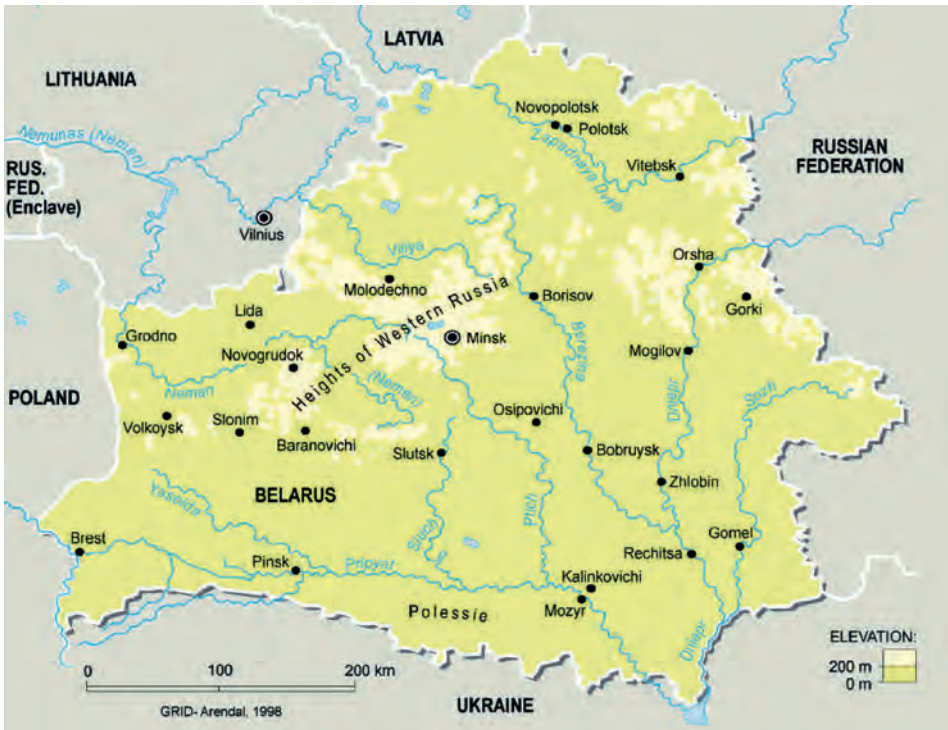 LATVIA
LITHUANIA
Novopolotsk
Polotsk
Nemunas (Neman)
Zapadnaya Dvya
Vitebsk
RUSSIAN
FEDERATION
RUS.
FED.
(Enclave)
Vilnius
Viliya
Orsha
Molodechno
Borisov
Gorki
Heights of Western Russia
Lida
Grodno
Minsk
Berezina
Mogilov
Novogrudok
Neman
(Neman)
Dniapr
Sozh
POLAND
Volkoysk
Slonim
Baranovichi
Osipovichi
Slutsk
Bobruysk
Zhlobin
BELARUS
Yasolda
Sluch
Ptich
Brest
Pinsk
Pripyat
Gomel
Rechitsa
Kalinkovichi
Mozyr
Polessie
Dniapr
ELEVATION:
200 m
0 m
0 100 200 km
GRID- Arendal, 1998
UKRAINE